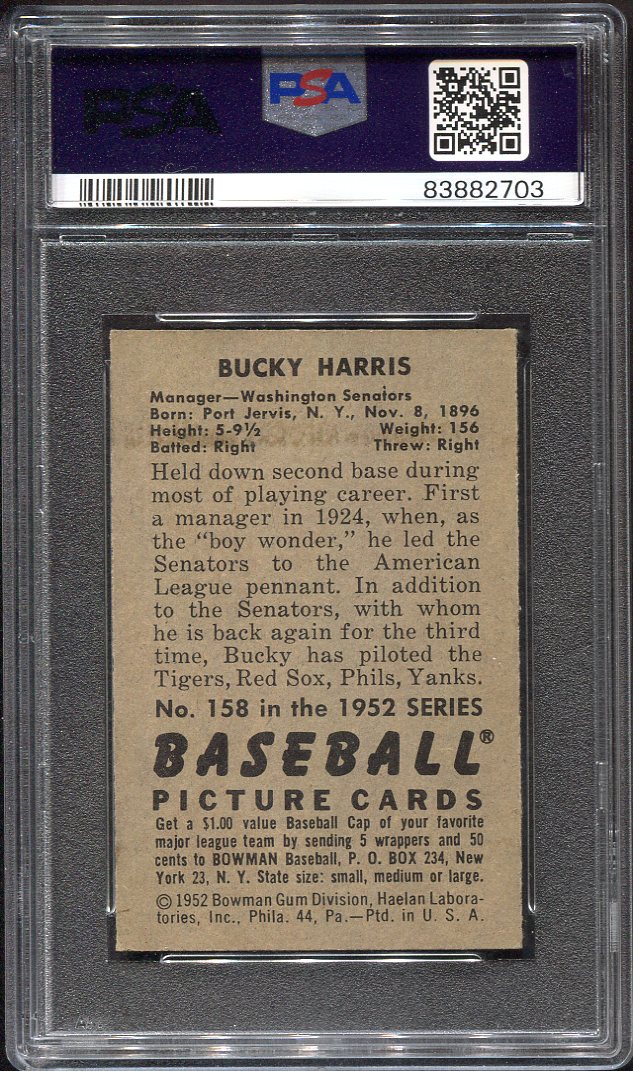 PSA
PSA
83882703
BUCKY HARRIS
Manager—Washington Senators
Born: Port Jervis, N. Y., Nov. 8, 1896
Height: 5-9½ Weight: 156
Batted: Right Threw: Right
Held down second base during
most of playing career. First
a manager in 1924, when, as
the "boy wonder," he led the
Senators to the American
League pennant. In addition
to the Senators, with whom
he is back again for the third
time, Bucky has piloted the
Tigers, Red Sox, Phils, Yanks.
No. 158 in the 1952 SERIES
BASEBALL®
PICTURE CARDS
Get a $1.00 value Baseball Cap of your favorite
major league team by sending 5 wrappers and 50
cents to BOWMAN Baseball, P. O. BOX 234, New
York 23, N. Y. State size: small, medium or large.
© 1952 Bowman Gum Division, Haelan Labora-
tories, Inc., Phila. 44, Pa.—Ptd. in U. S. A.